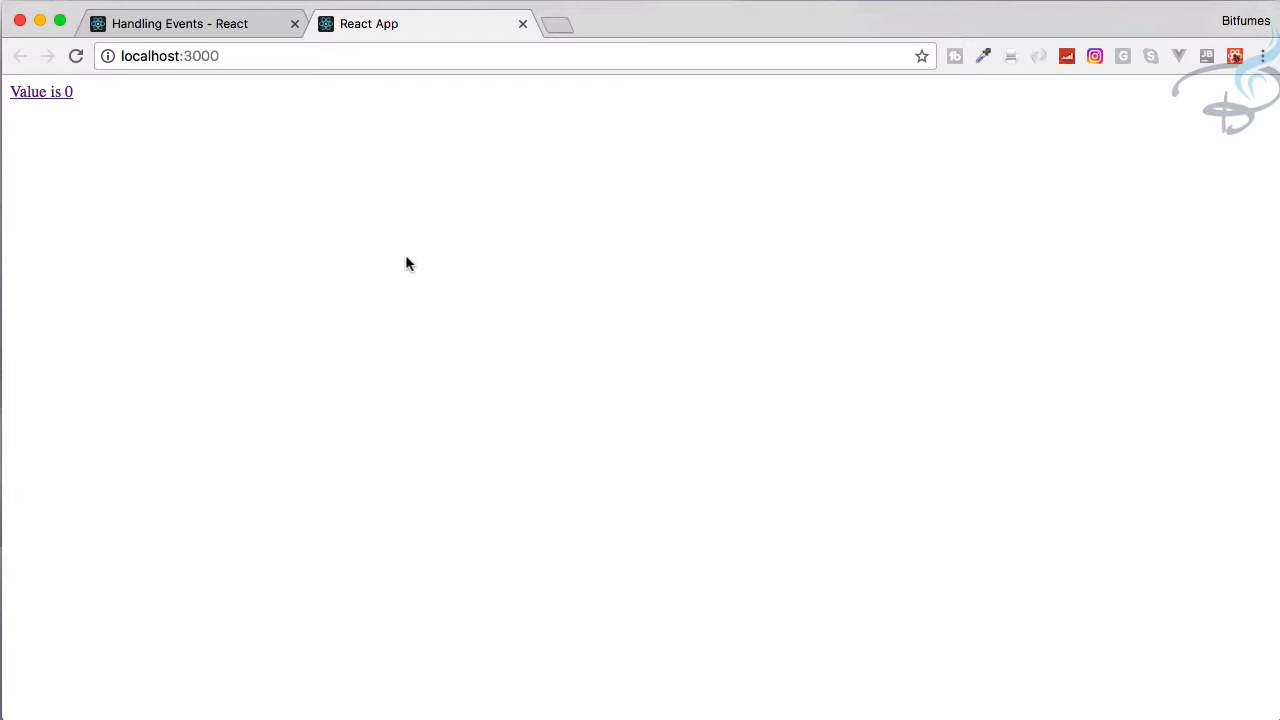 Handling Events - React
React App
Bitfumes
localhost:3000
Value is 0